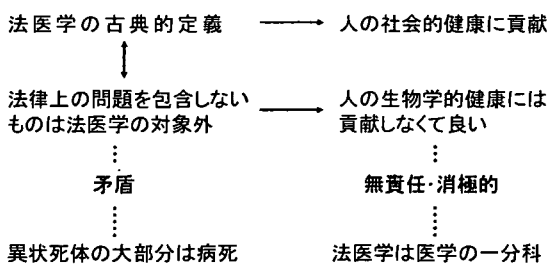 法医学の古典的定義
人の社会的健康に貢献
法律上の問題を包含しない
ものは法医学の対象外
人の生物学的健康には
貢献しなくて良い
矛盾
無責任・消極的
異状死体の大部分は病死
法医学は医学の一分科